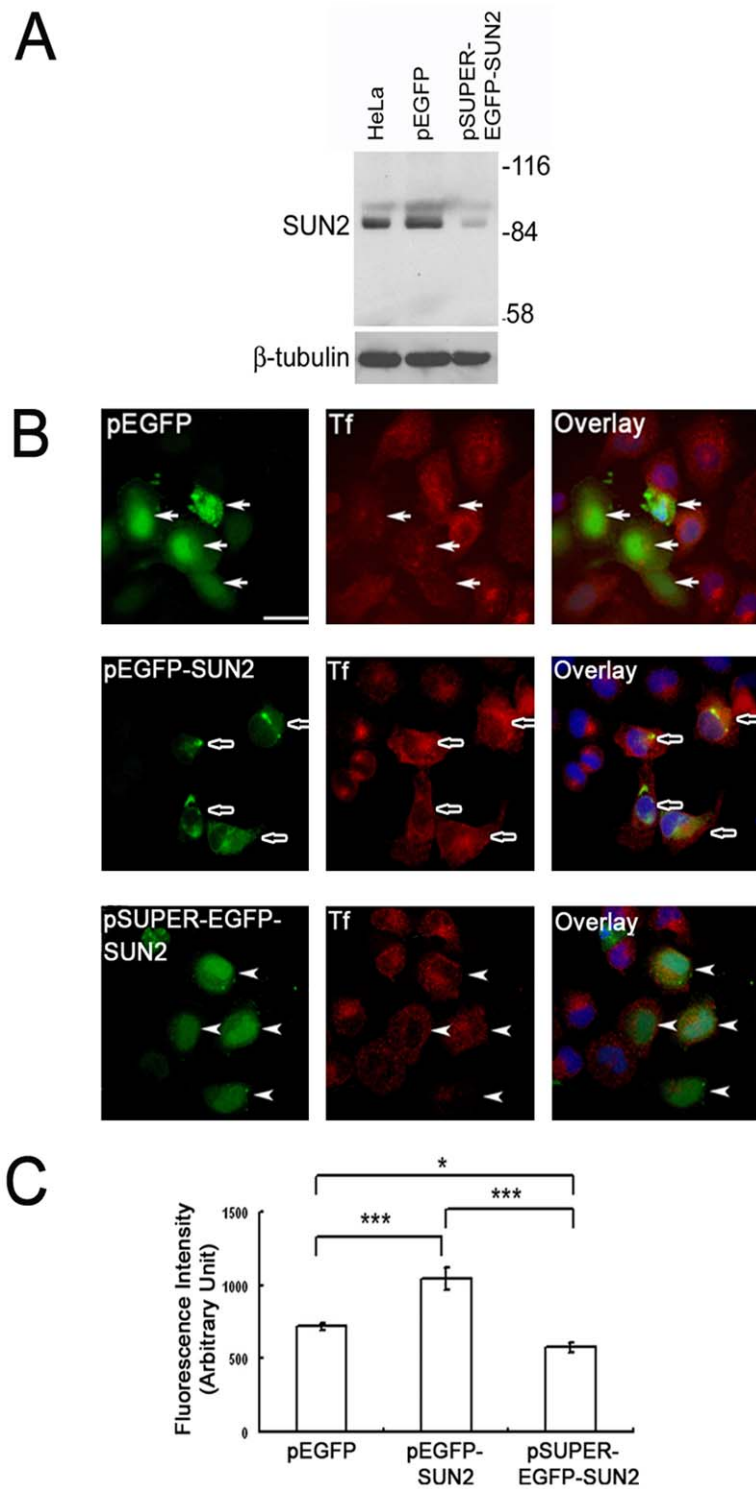 A
HeLa
pEGFP
pSUPER-
EGFP-SUN2
-116
SUN2
-84
-58
β-tubulin
B
pEGFP
Tf
Overlay
pEGFP-SUN2
Tf
Overlay
pSUPER-EGFP-
SUN2
Tf
Overlay
C
*
***
***
Fluorescence Intensity
(Arbitrary Unit)
1500
1000
500
0
pEGFP
pEGFP-
SUN2
pSUPER-
EGFP-SUN2